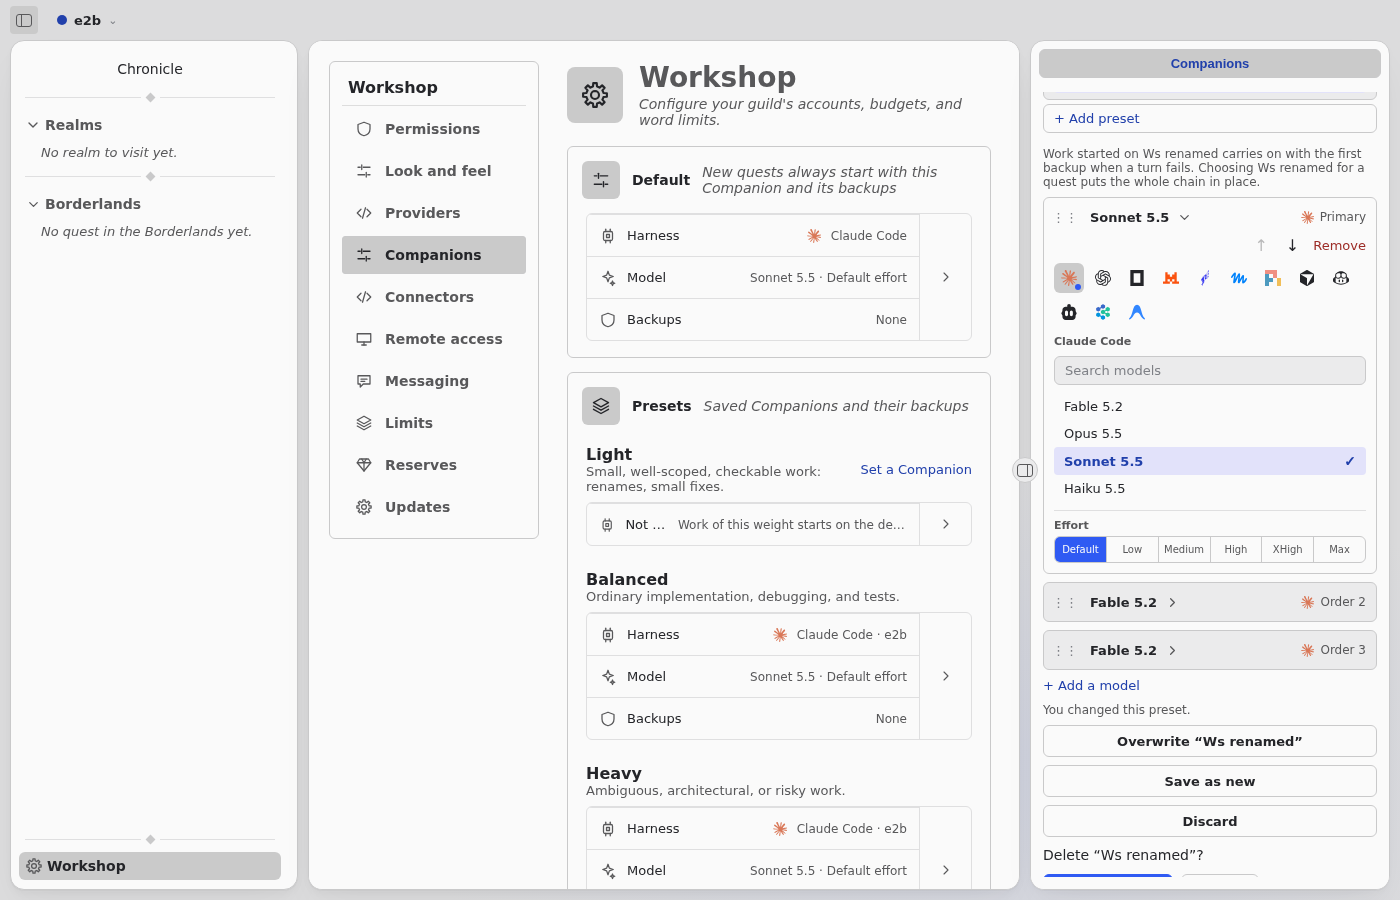 e2b
Chronicle
Realms
No realm to visit yet.
Borderlands
No quest in the Borderlands yet.
Workshop
Workshop
Permissions
Look and feel
Providers
Companions
Connectors
Remote access
Messaging
Limits
Reserves
Updates
Workshop
Configure your guild's accounts, budgets, and
word limits.
Default
New quests always start with this
Companion and its backups
Harness
Claude Code
Model
Sonnet 5.5 · Default effort
Backups
None
Presets
Saved Companions and their backups
Light
Small, well-scoped, checkable work:
renames, small fixes.
Set a Companion
Not ...
Work of this weight starts on the de...
Balanced
Ordinary implementation, debugging, and tests.
Harness
Claude Code · e2b
Model
Sonnet 5.5 · Default effort
Backups
None
Heavy
Ambiguous, architectural, or risky work.
Harness
Claude Code · e2b
Model
Sonnet 5.5 · Default effort
Companions
+ Add preset
Work started on Ws renamed carries on with the first
backup when a turn fails. Choosing Ws renamed for a
quest puts the whole chain in place.
Sonnet 5.5
Primary
↑ ↓ Remove
Claude Code
Search models
Fable 5.2
Opus 5.5
Sonnet 5.5 ✓
Haiku 5.5
Effort
Default Low Medium High XHigh Max
Fable 5.2
Order 2
Fable 5.2
Order 3
+ Add a model
You changed this preset.
Overwrite “Ws renamed”
Save as new
Discard
Delete “Ws renamed”?